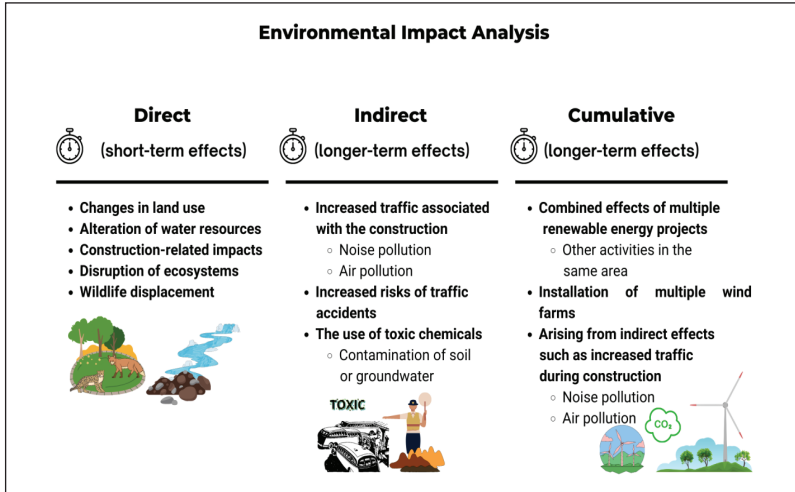 Environmental Impact Analysis
Direct
(short-term effects)
• Changes in land use
• Alteration of water resources
• Construction-related impacts
• Disruption of ecosystems
• Wildlife displacement
Indirect
(longer-term effects)
• Increased traffic associated
with the construction
○ Noise pollution
○ Air pollution
• Increased risks of traffic
accidents
• The use of toxic chemicals
○ Contamination of soil
or groundwater
TOXIC
Cumulative
(longer-term effects)
• Combined effects of multiple
renewable energy projects
○ Other activities in the
same area
• Installation of multiple wind
farms
• Arising from indirect effects
such as increased traffic
during construction
○ Noise pollution
○ Air pollution
CO₂